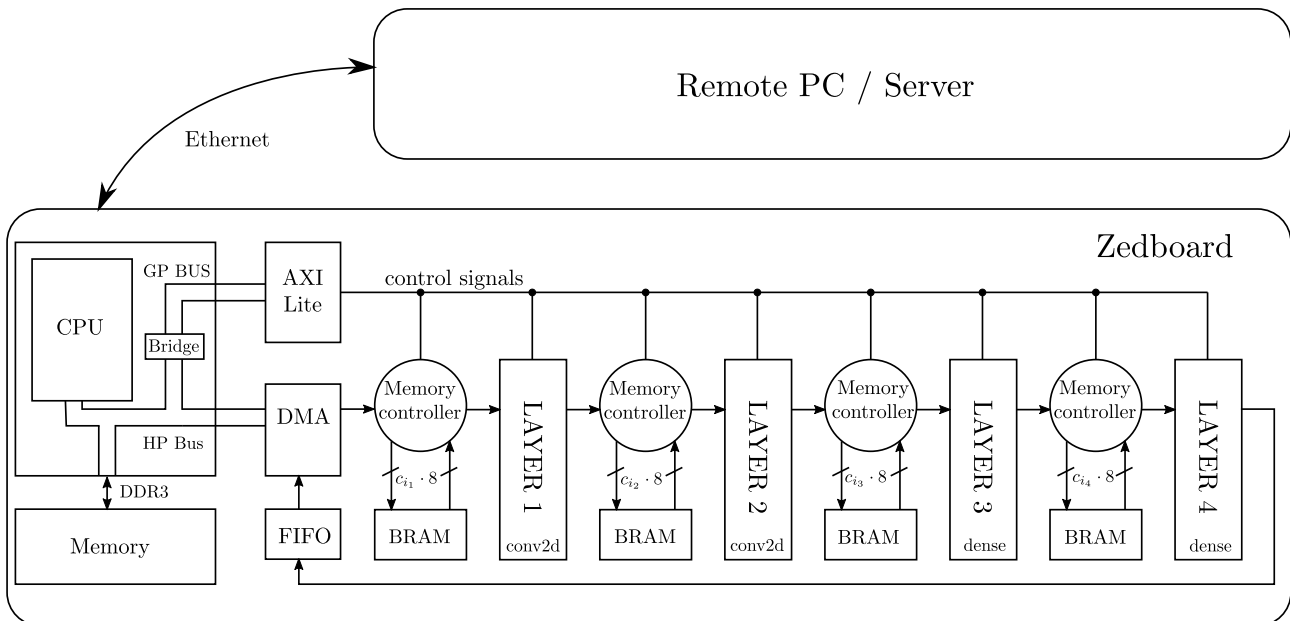 Remote PC / Server
Ethernet
Zedboard
GP BUS
AXI
Lite
control signals
CPU
Bridge
HP Bus
DDR3
Memory
DMA
FIFO
Memory
controller
c_{i_1} · 8
BRAM
LAYER 1
conv2d
Memory
controller
c_{i_2} · 8
BRAM
LAYER 2
conv2d
Memory
controller
c_{i_3} · 8
BRAM
LAYER 3
dense
Memory
controller
c_{i_4} · 8
BRAM
LAYER 4
dense